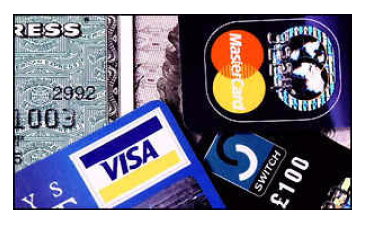 RESS
2992
1003
MasterCard
VISA
SWITCH
£100
Y S